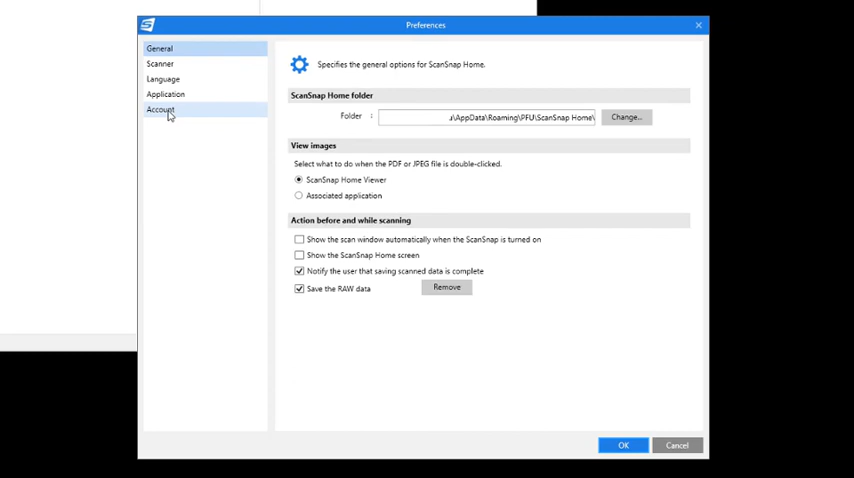 Preferences
General
Scanner
Language
Application
Account
Specifies the general options for ScanSnap Home.
ScanSnap Home folder
Folder : \AppData\Roaming\PFU\ScanSnap Home\ Change...
View images
Select what to do when the PDF or JPEG file is double-clicked.
ScanSnap Home Viewer
Associated application
Action before and while scanning
Show the scan window automatically when the ScanSnap is turned on
Show the ScanSnap Home screen
Notify the user that saving scanned data is complete
Save the RAW data Remove
OK Cancel